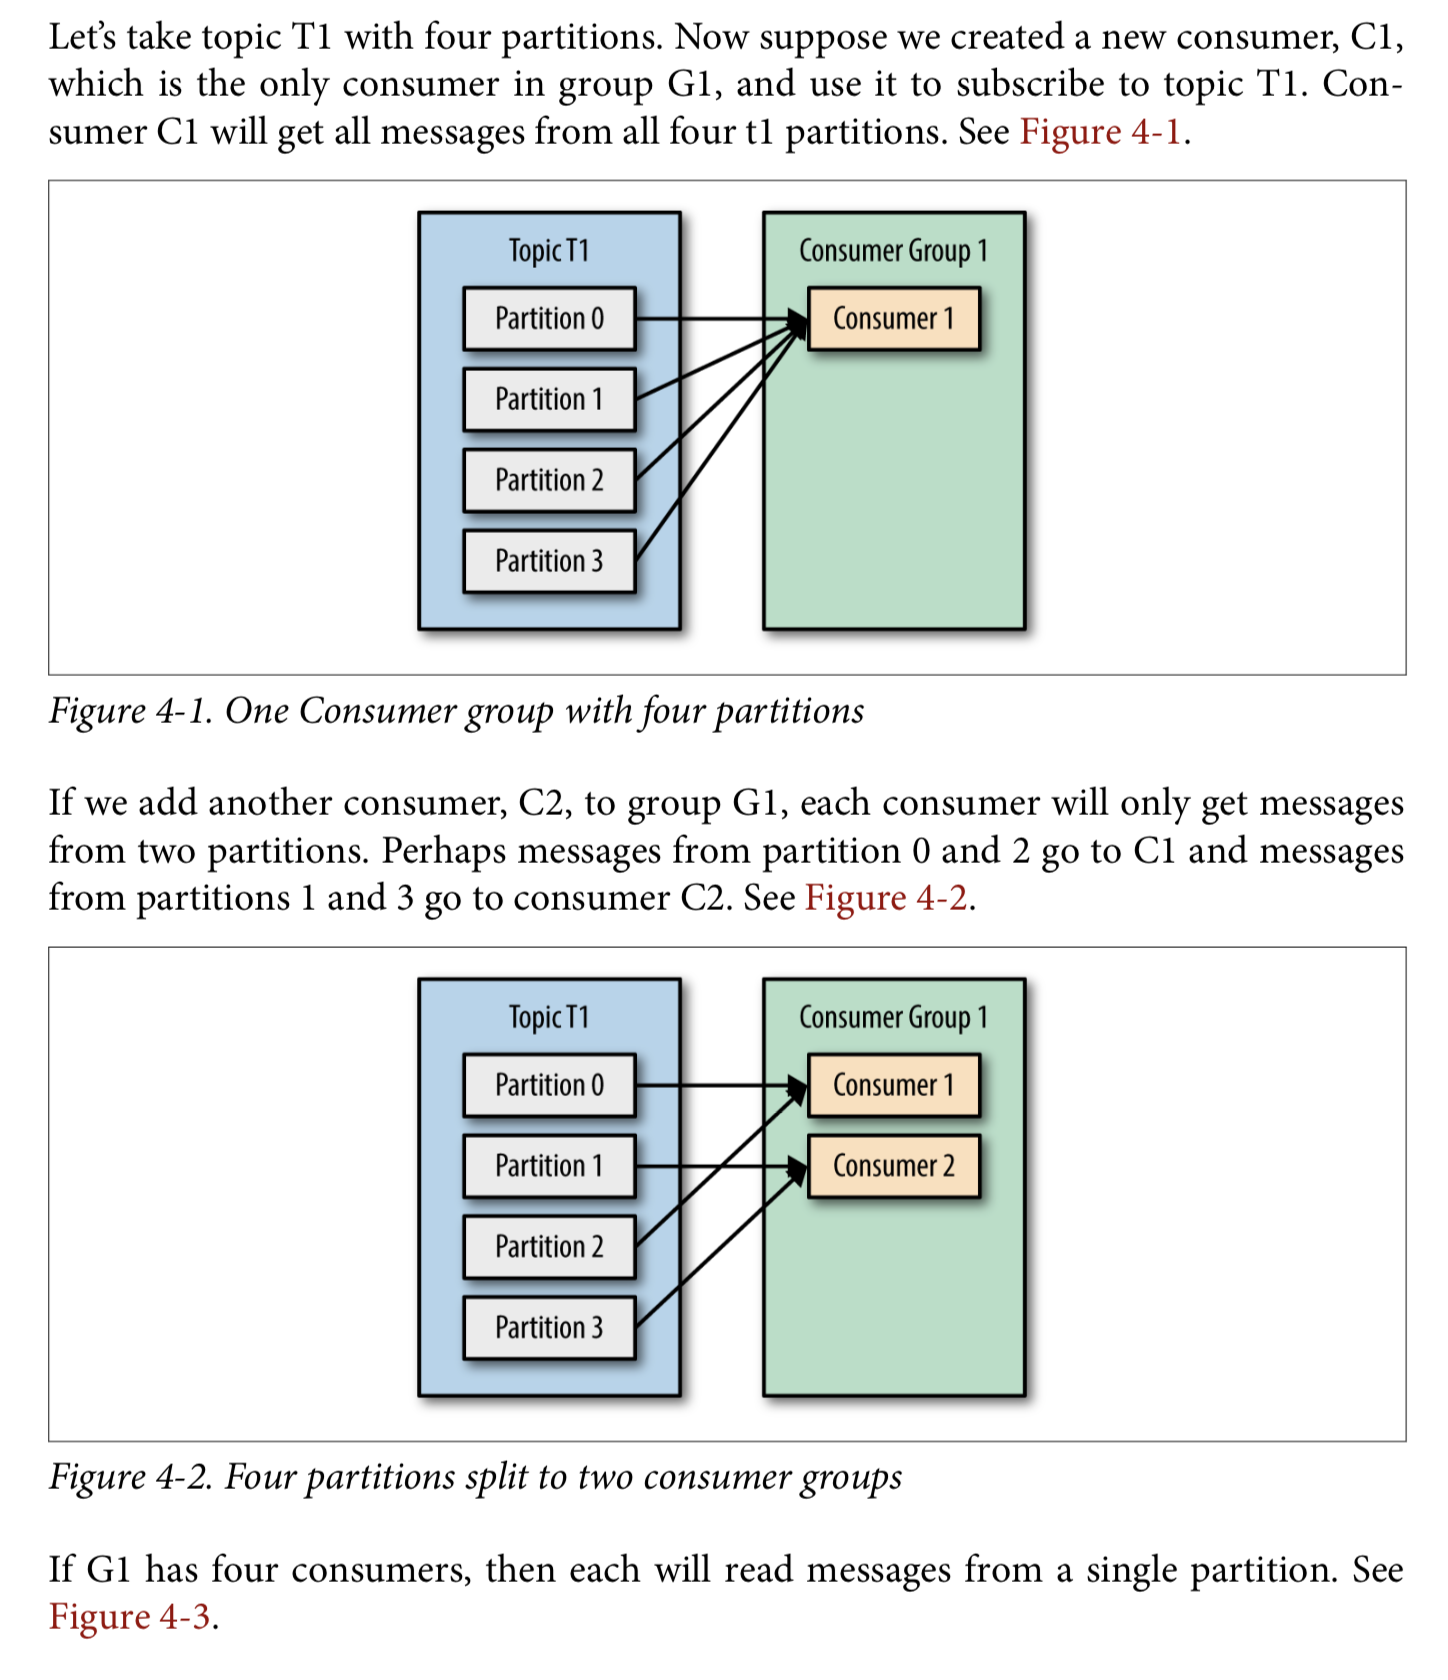 Let’s take topic T1 with four partitions. Now suppose we created a new consumer, C1,
which is the only consumer in group G1, and use it to subscribe to topic T1. Con-
sumer C1 will get all messages from all four t1 partitions. See Figure 4-1.
Topic T1
Consumer Group 1
Partition 0
Consumer 1
Partition 1
Partition 2
Partition 3
Figure 4-1. One Consumer group with four partitions
If we add another consumer, C2, to group G1, each consumer will only get messages
from two partitions. Perhaps messages from partition 0 and 2 go to C1 and messages
from partitions 1 and 3 go to consumer C2. See Figure 4-2.
Topic T1
Consumer Group 1
Partition 0
Consumer 1
Partition 1
Consumer 2
Partition 2
Partition 3
Figure 4-2. Four partitions split to two consumer groups
If G1 has four consumers, then each will read messages from a single partition. See
Figure 4-3.